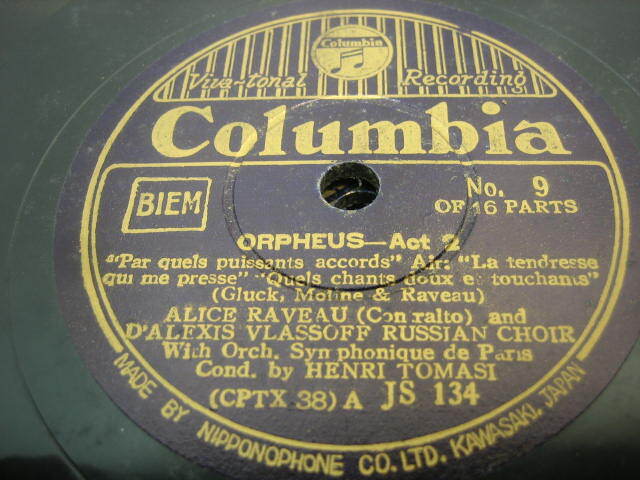 Columbia
Viva-tonal Recording
Columbia
BIEM
No. 9
OF 16 PARTS
ORPHEUS—Act 2
"Par quels puissants accords" Air: "La tendresse
qui me presse" "Quels chants doux et touchants"
(Gluck, Moline & Raveau)
ALICE RAVEAU (Contralto) and
D'ALEXIS VLASSOFF RUSSIAN CHOIR
With Orch. Symphonique de Paris
Cond. by HENRI TOMASI
(CPTX 38) A JS 134
MADE BY NIPPONOPHONE CO. LTD. KAWASAKI, JAPAN